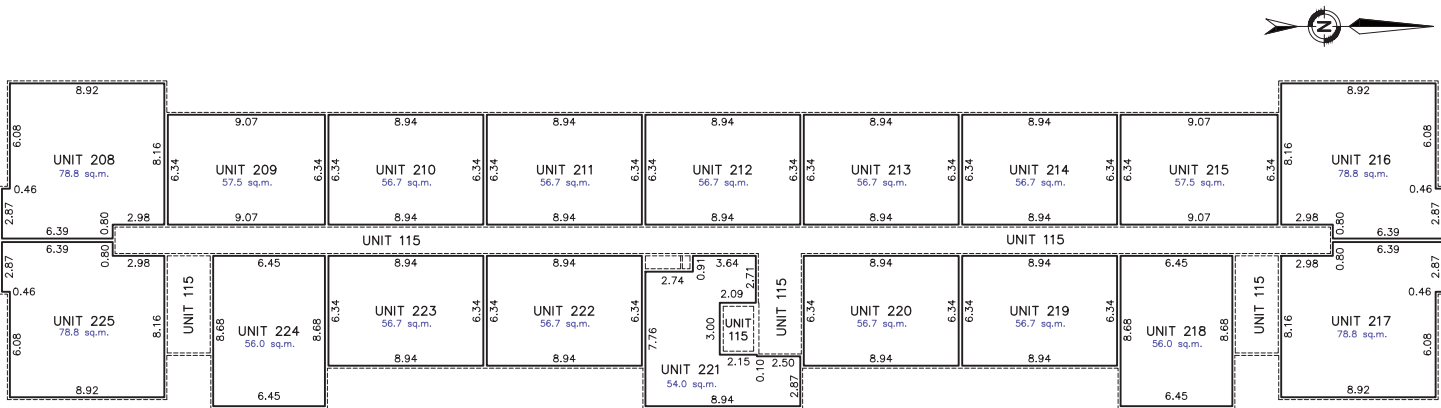 N
8.92
6.08
UNIT 208
78.8 sq.m.
8.16
0.46
2.87
6.39
0.80
2.98
9.07
6.34
UNIT 209
57.5 sq.m.
6.34
9.07
8.94
6.34
UNIT 210
56.7 sq.m.
6.34
8.94
8.94
6.34
UNIT 211
56.7 sq.m.
6.34
8.94
8.94
6.34
UNIT 212
56.7 sq.m.
6.34
8.94
8.94
6.34
UNIT 213
56.7 sq.m.
6.34
8.94
8.94
6.34
UNIT 214
56.7 sq.m.
6.34
8.94
9.07
6.34
UNIT 215
57.5 sq.m.
6.34
9.07
8.92
8.16
UNIT 216
78.8 sq.m.
6.08
0.46
2.87
2.98
0.80
6.39
UNIT 115
UNIT 115
6.39
0.80
2.87
2.98
0.46
UNIT 225
78.8 sq.m.
8.16
6.08
8.92
UNIT 115
6.45
8.68
UNIT 224
56.0 sq.m.
8.68
6.45
8.94
6.34
UNIT 223
56.7 sq.m.
6.34
8.94
8.94
6.34
UNIT 222
56.7 sq.m.
6.34
8.94
2.74
0.91
3.64
2.71
2.09
7.76
3.00
UNIT
115
2.15
0.10
2.50
2.87
UNIT 221
54.0 sq.m.
8.94
UNIT 115
8.94
6.34
UNIT 220
56.7 sq.m.
6.34
8.94
8.94
6.34
UNIT 219
56.7 sq.m.
6.34
8.94
6.45
8.68
UNIT 218
56.0 sq.m.
8.68
6.45
UNIT 115
6.39
0.80
2.98
2.87
0.46
8.16
UNIT 217
78.8 sq.m.
6.08
8.92